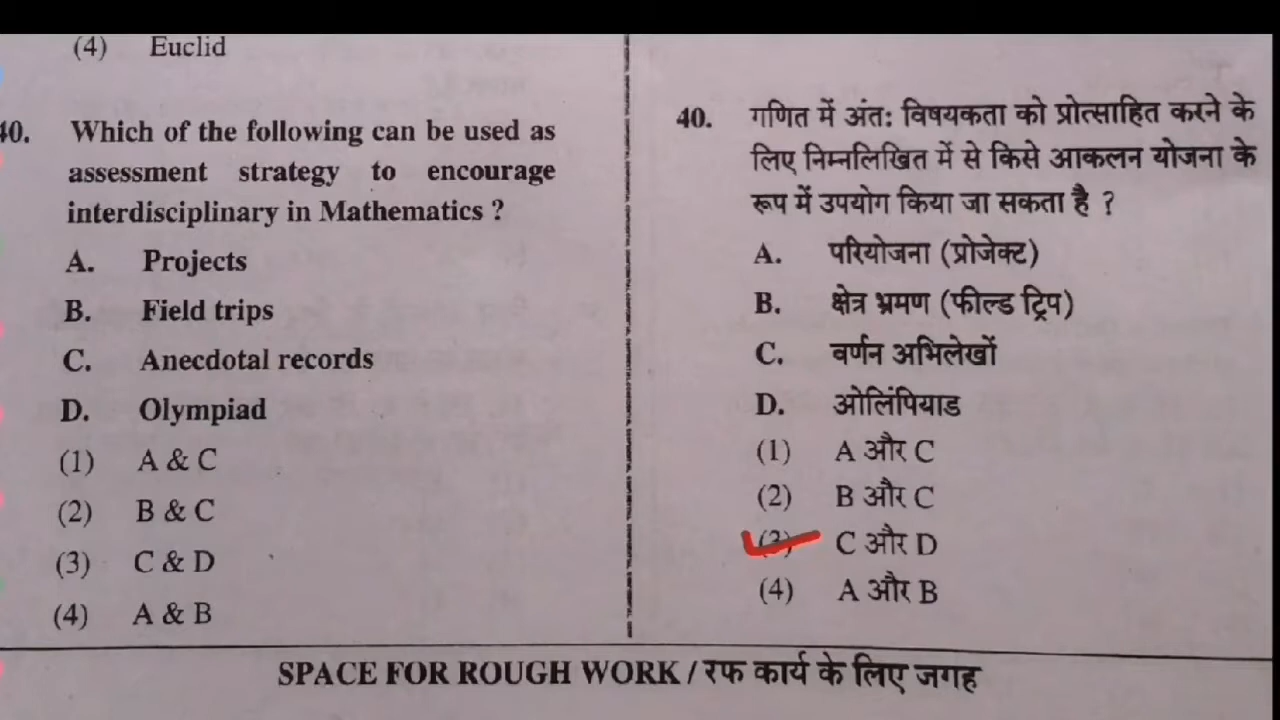 (4) Euclid
40. Which of the following can be used as
assessment strategy to encourage
interdisciplinary in Mathematics ?
A. Projects
B. Field trips
C. Anecdotal records
D. Olympiad
(1) A & C
(2) B & C
(3) C & D
(4) A & B
40. गणित में अंतः विषयकता को प्रोत्साहित करने के
लिए निम्नलिखित में से किसे आकलन योजना के
रूप में उपयोग किया जा सकता है ?
A. परियोजना (प्रोजेक्ट)
B. क्षेत्र भ्रमण (फील्ड ट्रिप)
C. वर्णन अभिलेखों
D. ओलिंपियाड
(1) A और C
(2) B और C
(3) C और D
(4) A और B
SPACE FOR ROUGH WORK / रफ कार्य के लिए जगह